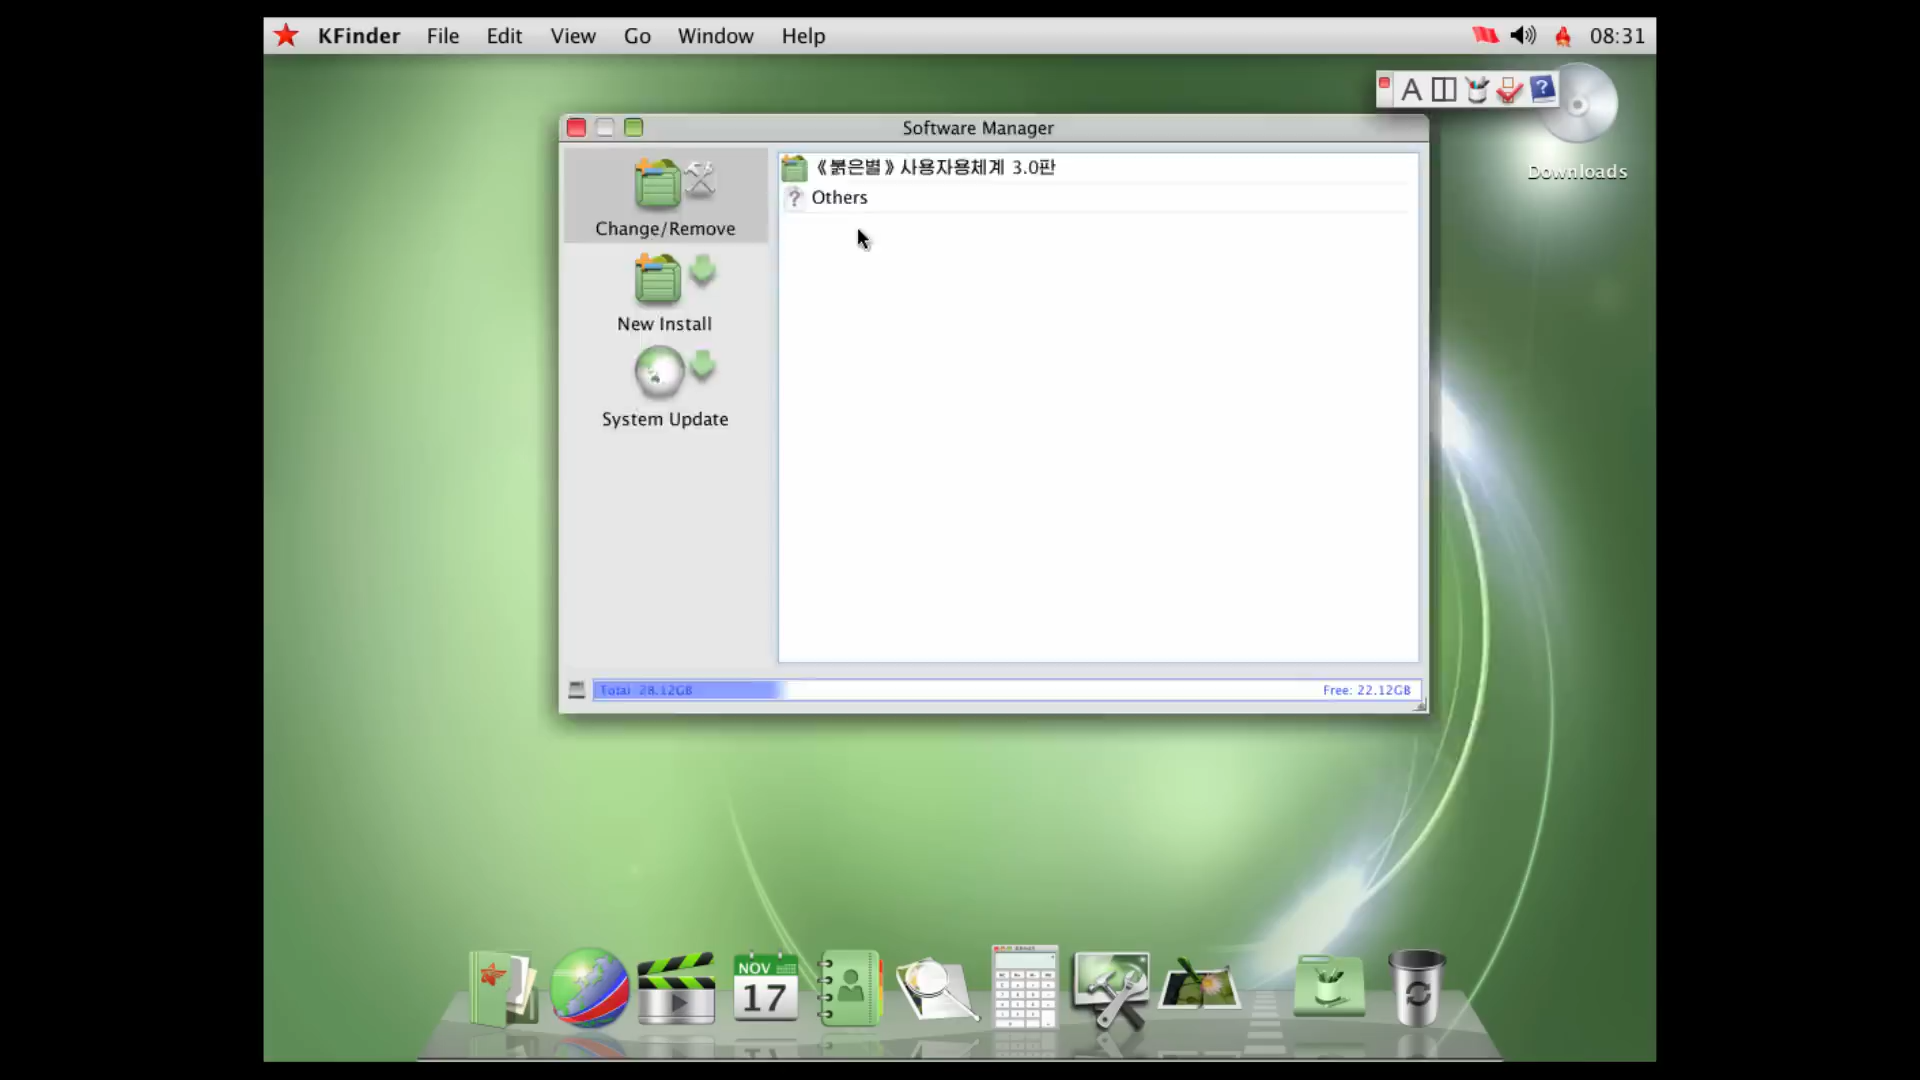 KFinder File Edit View Go Window Help 08:31
Downloads
Software Manager
Change/Remove
New Install
System Update
《붉은별》사용자용체계 3.0판
Others
Total 28.12GB
Free: 22.12GB
NOV
17